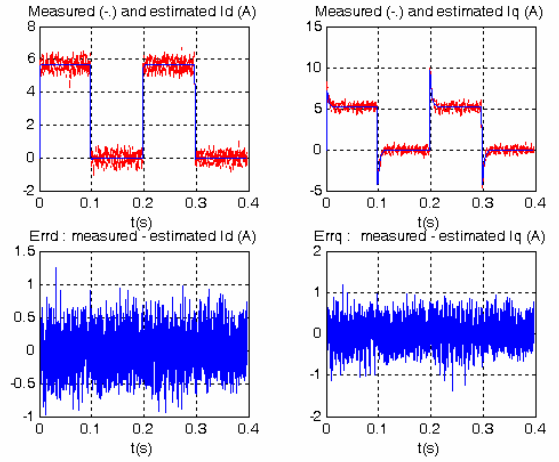 Measured (-.) and estimated Id (A)
8
6
4
2
0
-2
0 0.1 0.2 0.3 0.4
t(s)
Measured (-.) and estimated Iq (A)
15
10
5
0
-5
0 0.1 0.2 0.3 0.4
t(s)
Errd : measured - estimated Id (A)
1.5
1
0.5
0
-0.5
-1
0 0.1 0.2 0.3 0.4
t(s)
Errq : measured - estimated Iq (A)
2
1
0
-1
-2
0 0.1 0.2 0.3 0.4
t(s)